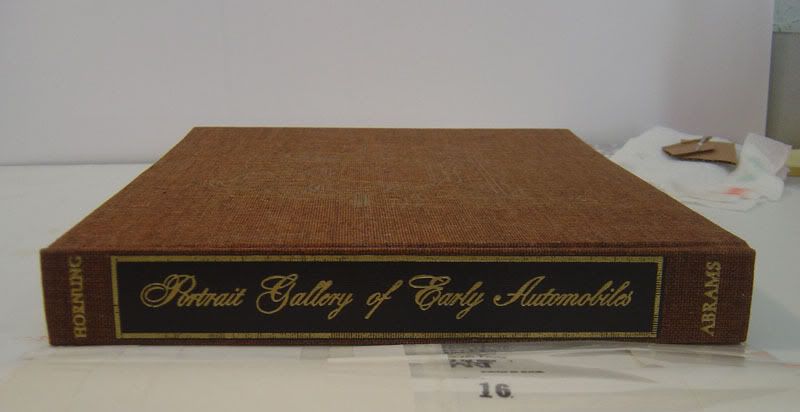 HORNUNG
Portrait Gallery of Early Automobiles
ABRAMS
16